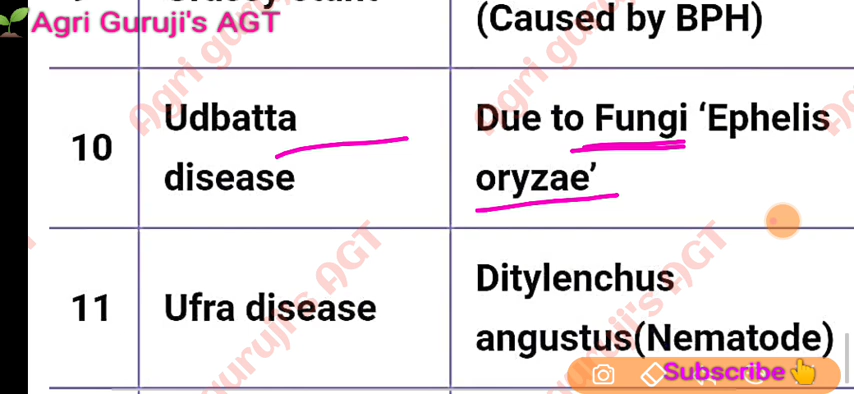 Agri Guruji's AGT
(Caused by BPH)
10
Udbatta
disease
Due to Fungi ‘Ephelis
oryzae’
11
Ufra disease
Ditylenchus
angustus(Nematode)
Subscribe